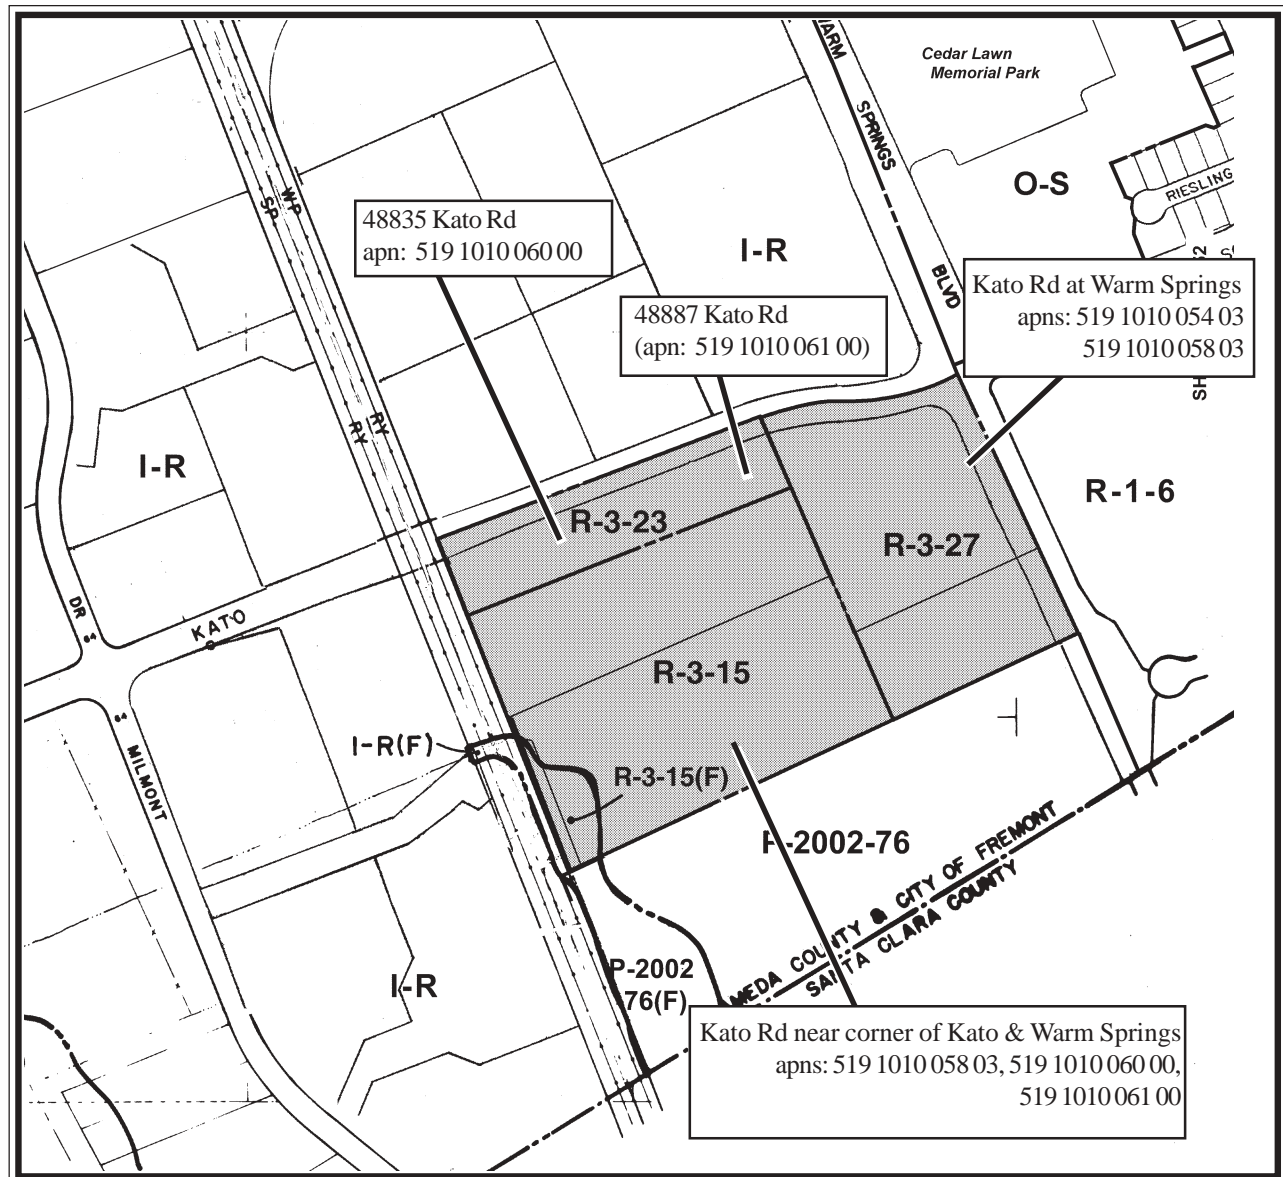 Cedar Lawn
Memorial Park
WARM
SPRINGS
BLVD
O-S
RIESLING
48835 Kato Rd
apn: 519 1010 060 00
WP
SP
I-R
Kato Rd at Warm Springs
apns: 519 1010 054 03
519 1010 058 03
48887 Kato Rd
(apn: 519 1010 061 00)
RY
RY
I-R
R-1-6
R-3-23
R-3-27
DR
64
KATO
R-3-15
64
MILMONT
I-R(F)
R-3-15(F)
-2002-76
MEDA COUNTY & CITY OF FREMONT
SANTA CLARA COUNTY
P-2002
-76(F)
I-R
Kato Rd near corner of Kato & Warm Springs
apns: 519 1010 058 03, 519 1010 060 00,
519 1010 061 00